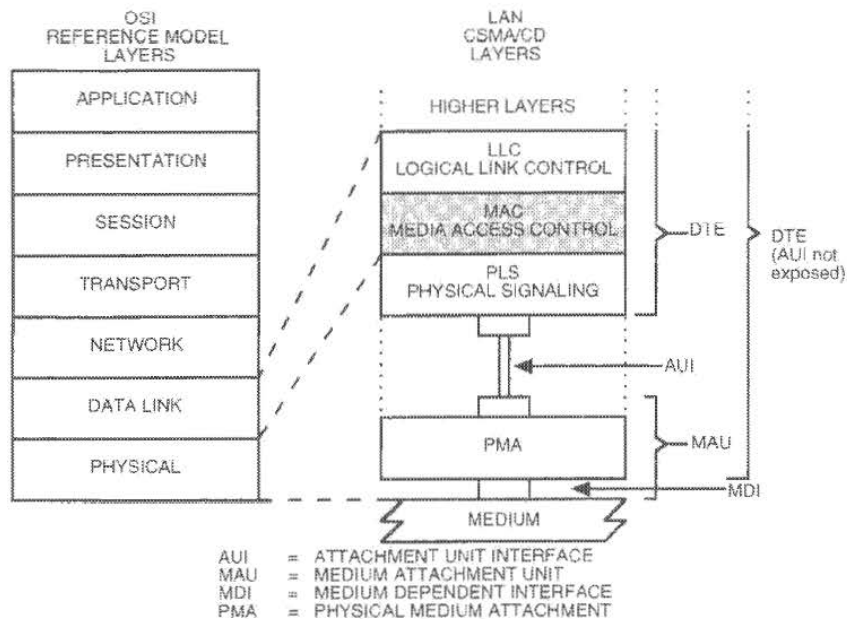 OSI
REFERENCE MODEL
LAYERS
APPLICATION
PRESENTATION
SESSION
TRANSPORT
NETWORK
DATA LINK
PHYSICAL
LAN
CSMA/CD
LAYERS
HIGHER LAYERS
LLC
LOGICAL LINK CONTROL
MAC
MEDIA ACCESS CONTROL
PLS
PHYSICAL SIGNALING
DTE
DTE
(AUI not
exposed)
AUI
PMA
MAU
MDI
MEDIUM
AUI = ATTACHMENT UNIT INTERFACE
MAU = MEDIUM ATTACHMENT UNIT
MDI = MEDIUM DEPENDENT INTERFACE
PMA = PHYSICAL MEDIUM ATTACHMENT